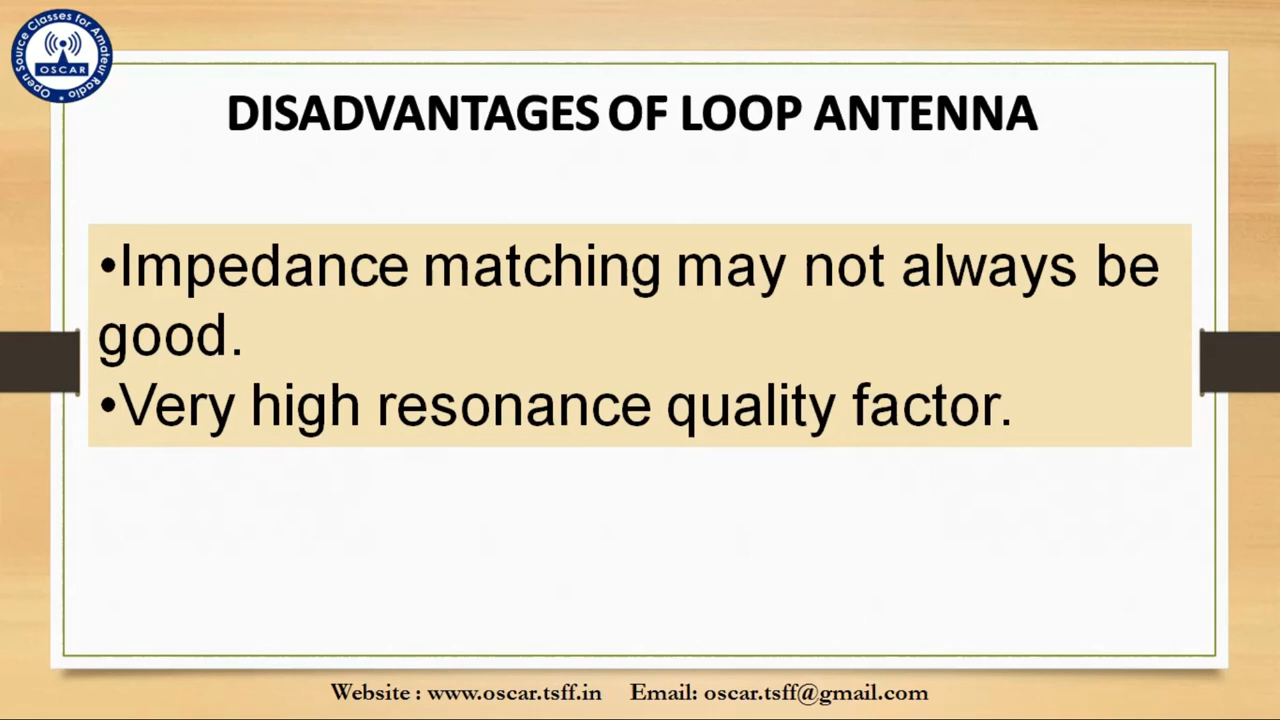 Open Source Classes for Amateur Radio
OSCAR
DISADVANTAGES OF LOOP ANTENNA
•Impedance matching may not always be
good.
•Very high resonance quality factor.
Website : www.oscar.tsff.in Email: oscar.tsff@gmail.com